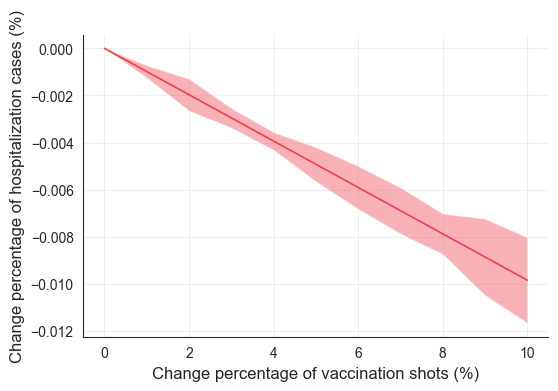 Change percentage of hospitalization cases (%)
0.000
−0.002
−0.004
−0.006
−0.008
−0.010
−0.012
0 2 4 6 8 10
Change percentage of vaccination shots (%)